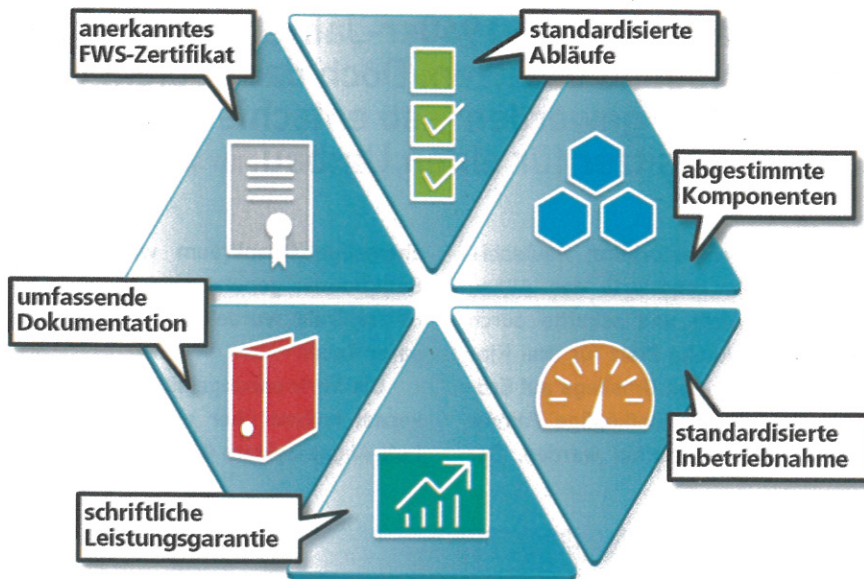 anerkanntes
FWS-Zertifikat
standardisierte
Abläufe
abgestimmte
Komponenten
umfassende
Dokumentation
standardisierte
Inbetriebnahme
schriftliche
Leistungsgarantie